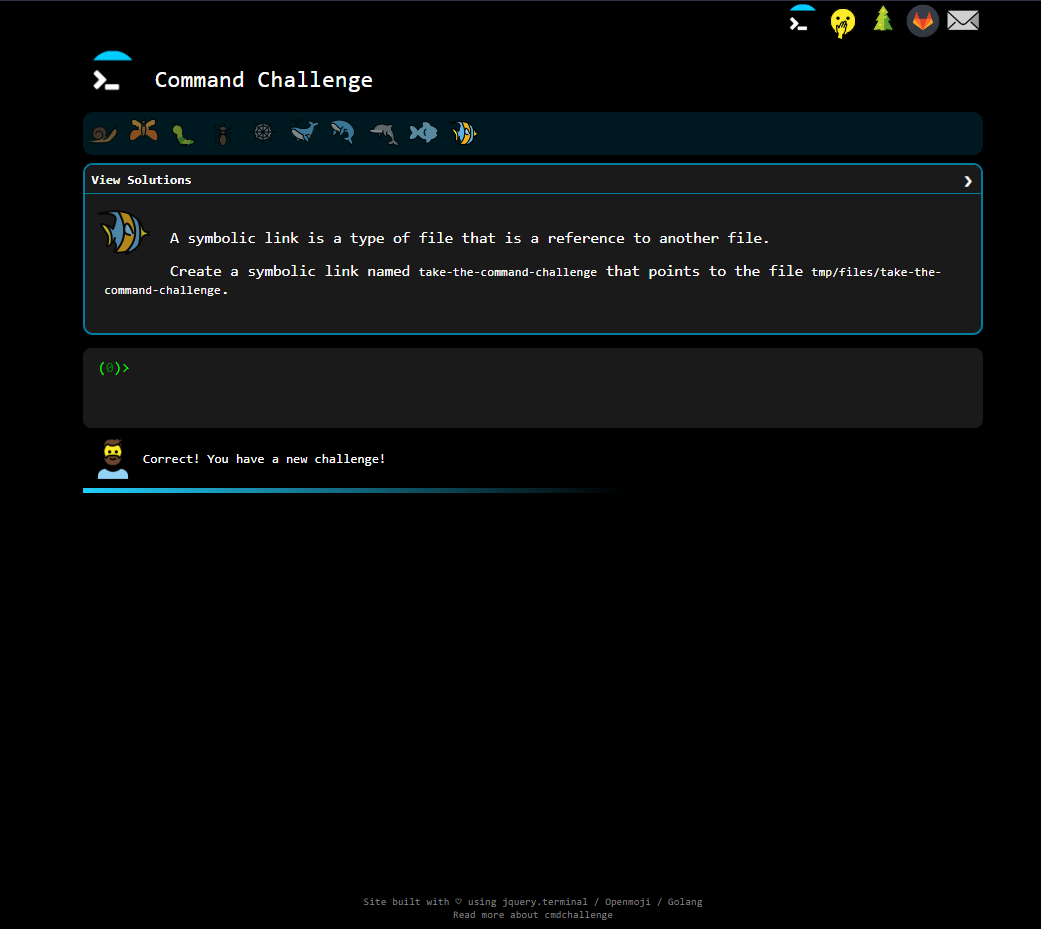 Command Challenge
View Solutions
A symbolic link is a type of file that is a reference to another file.
Create a symbolic link named take-the-command-challenge that points to the file tmp/files/take-the-
command-challenge.
(0)>
Correct! You have a new challenge!
Site built with ♡ using jquery.terminal / Openmoji / Golang
Read more about cmdchallenge